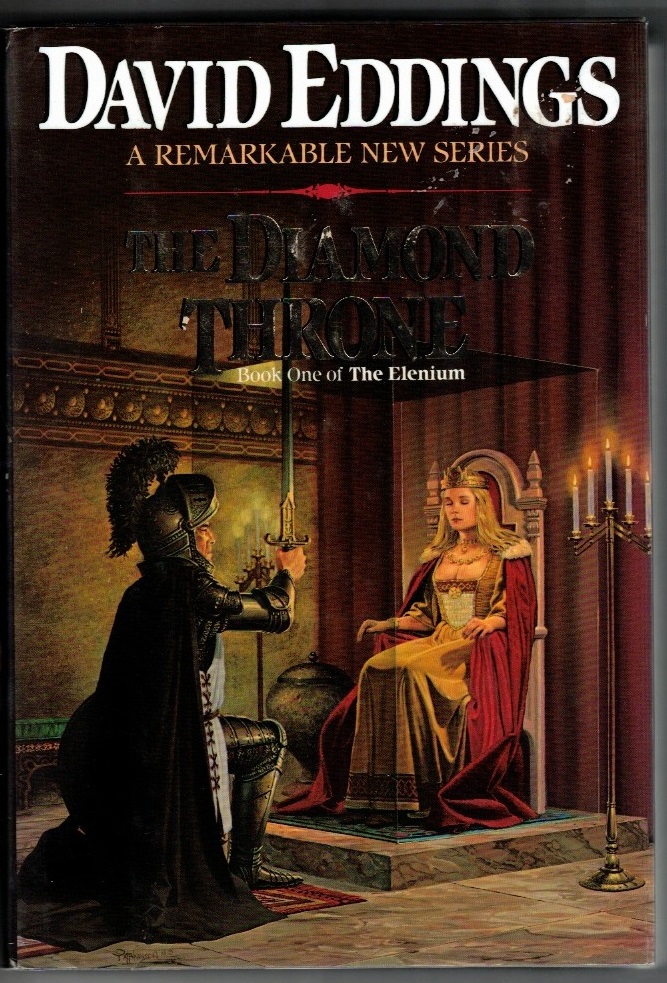 DAVID EDDINGS
A REMARKABLE NEW SERIES
THE DIAMOND
THRONE
Book One of The Elenium